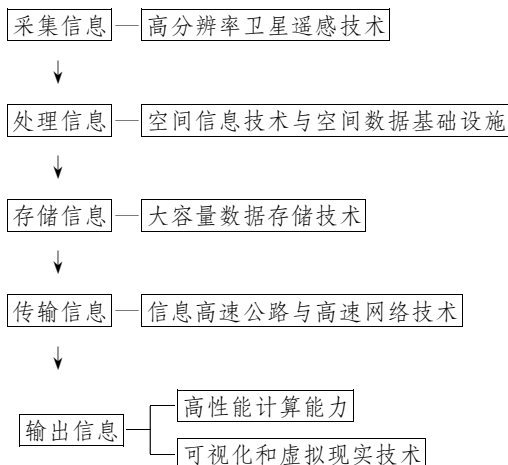 采集信息 高分辨率卫星遥感技术
处理信息 空间信息技术与空间数据基础设施
存储信息 大容量数据存储技术
传输信息 信息高速公路与高速网络技术
高性能计算能力
输出信息
可视化和虚拟现实技术